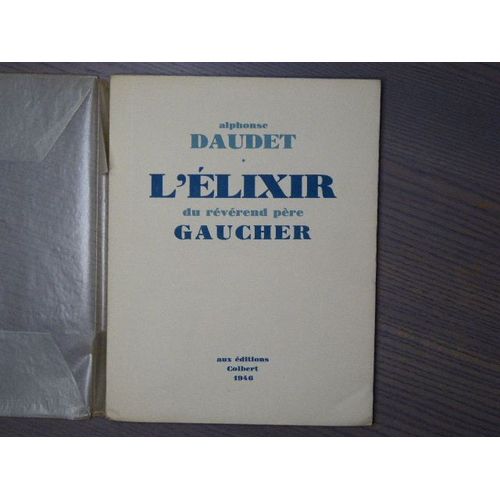 alphonse
DAUDET
L'ÉLIXIR
du révérend père
GAUCHER
aux éditions
Colbert
1946